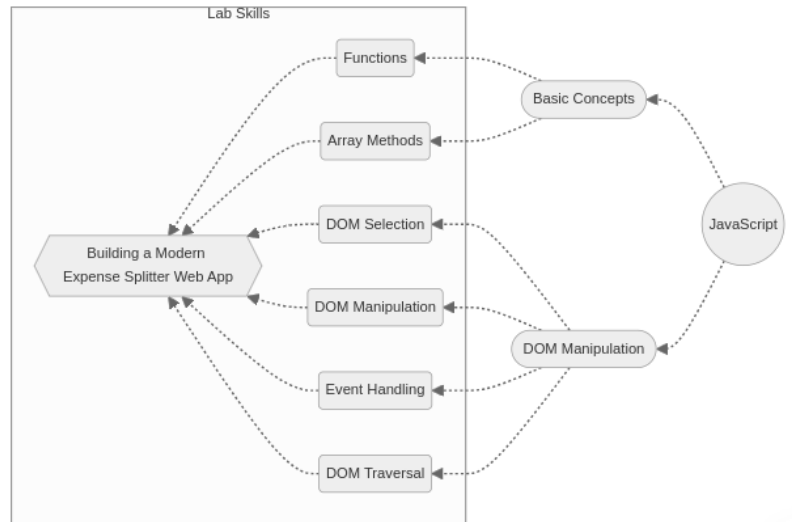 Lab Skills
Functions
Basic Concepts
Array Methods
DOM Selection
JavaScript
Building a Modern
Expense Splitter Web App
DOM Manipulation
DOM Manipulation
Event Handling
DOM Traversal